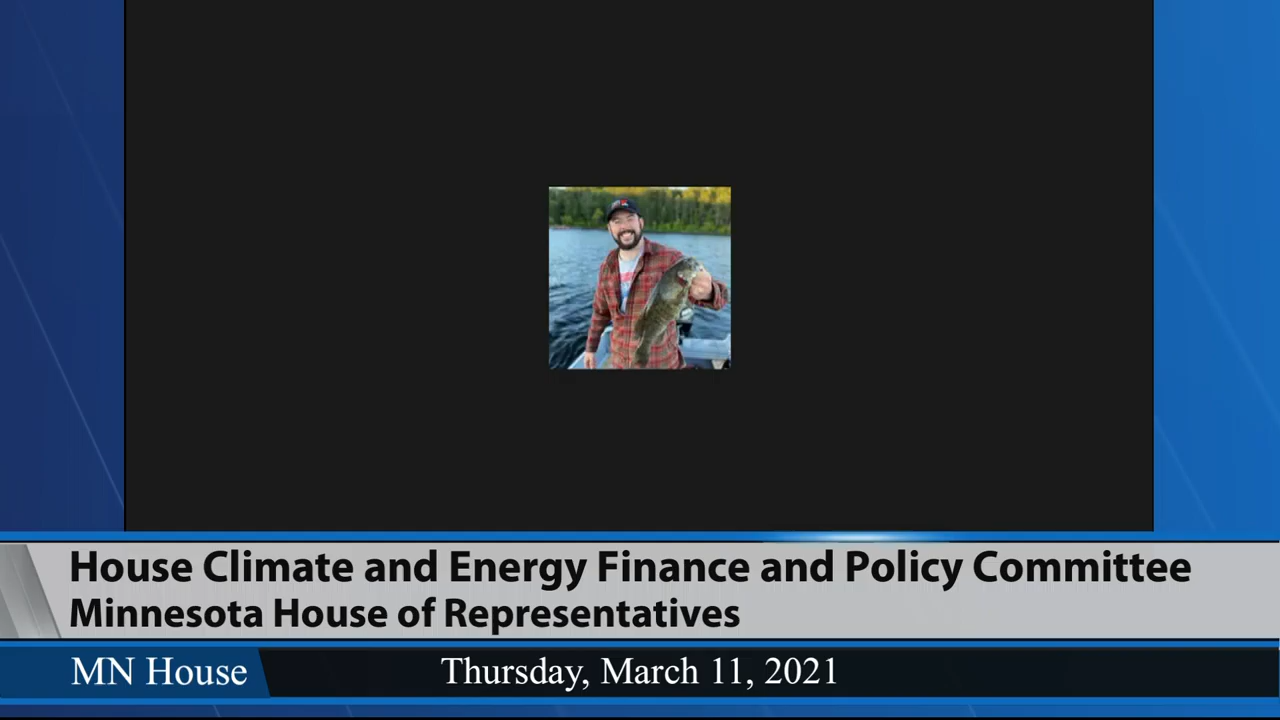 House Climate and Energy Finance and Policy Committee
Minnesota House of Representatives
MN House
Thursday, March 11, 2021